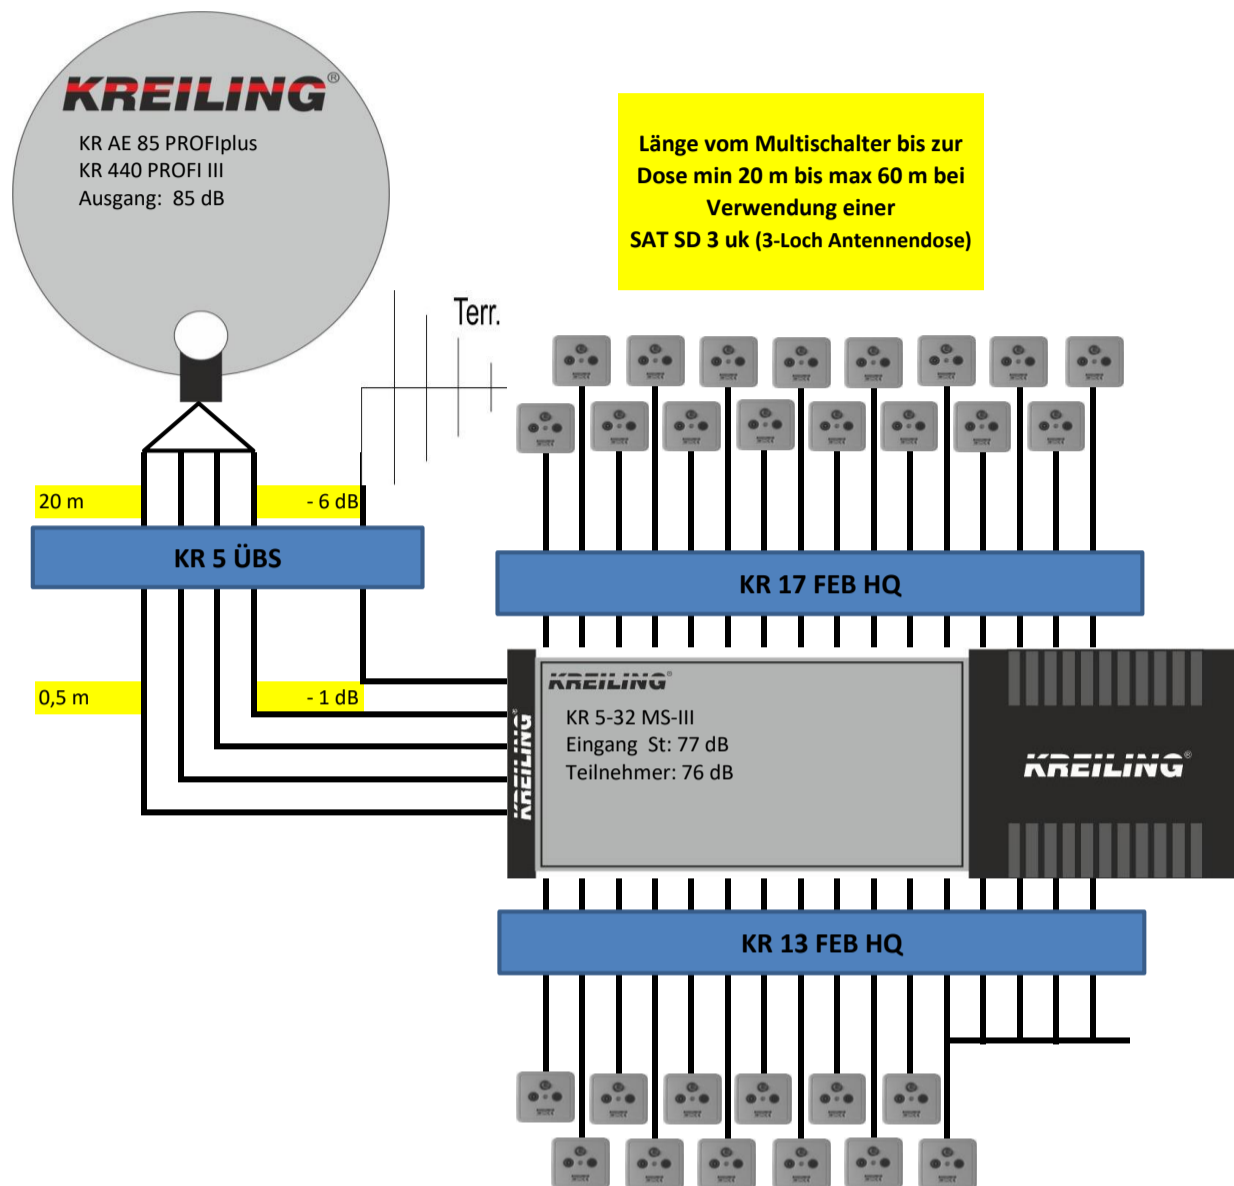 KREILING®
KR AE 85 PROFIplus
KR 440 PROFI III
Ausgang: 85 dB
Länge vom Multischalter bis zur
Dose min 20 m bis max 60 m bei
Verwendung einer
SAT SD 3 uk (3-Loch Antennendose)
Terr.
20 m
- 6 dB
KR 5 ÜBS
KR 17 FEB HQ
0,5 m
- 1 dB
KREILING®
KREILING®
KR 5-32 MS-III
Eingang St: 77 dB
Teilnehmer: 76 dB
KREILING®
KR 13 FEB HQ